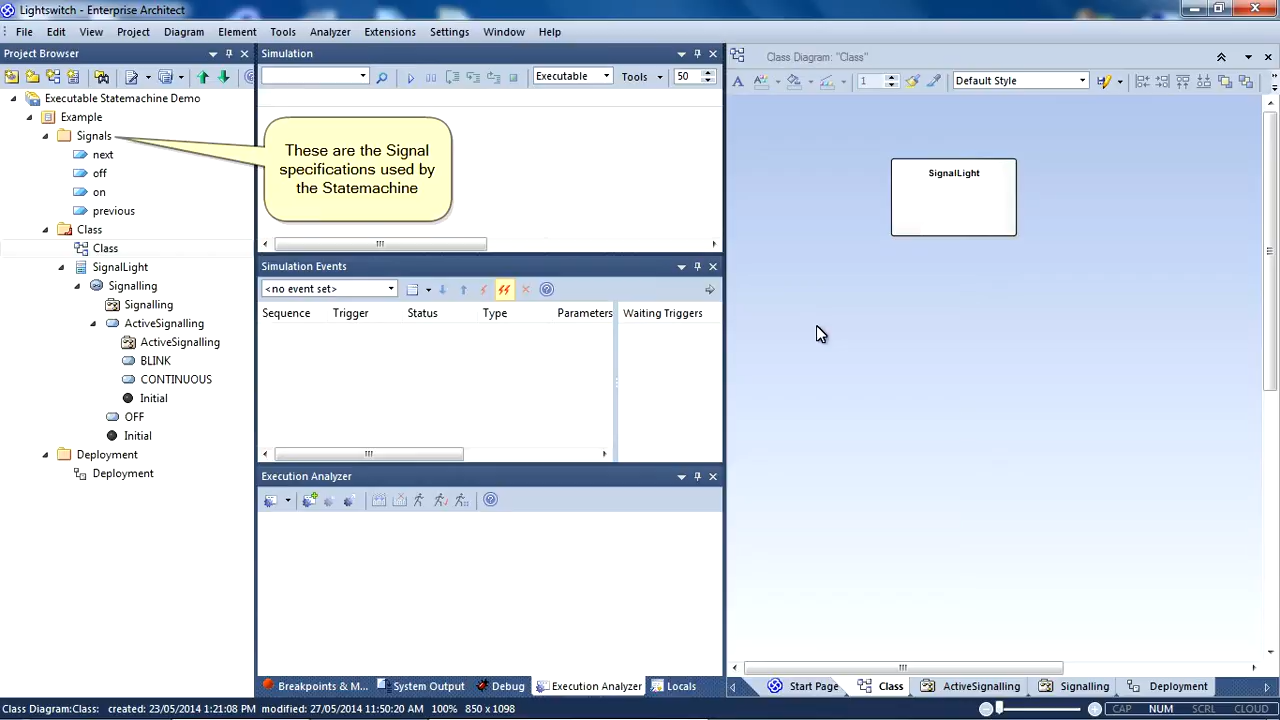 Lightswitch - Enterprise Architect
File Edit View Project Diagram Element Tools Analyzer Extensions Settings Window Help
Project Browser
Executable Statemachine Demo
Example
Signals
next
off
on
previous
Class
Class
SignalLight
Signalling
Signalling
ActiveSignalling
ActiveSignalling
BLINK
CONTINUOUS
Initial
OFF
Initial
Deployment
Deployment
Simulation
Executable Tools 50
These are the Signal
specifications used by
the Statemachine
Simulation Events
<no event set>
Sequence Trigger Status Type Parameters Waiting Triggers
Execution Analyzer
Breakpoints & M... System Output Debug Execution Analyzer Locals
Class Diagram: "Class"
1 Default Style
SignalLight
Start Page Class ActiveSignalling Signalling Deployment
Class Diagram:Class: created: 23/05/2014 1:21:08 PM modified: 27/05/2014 11:50:20 AM 100% 850 x 1098
CAP NUM SCRL CLOUD